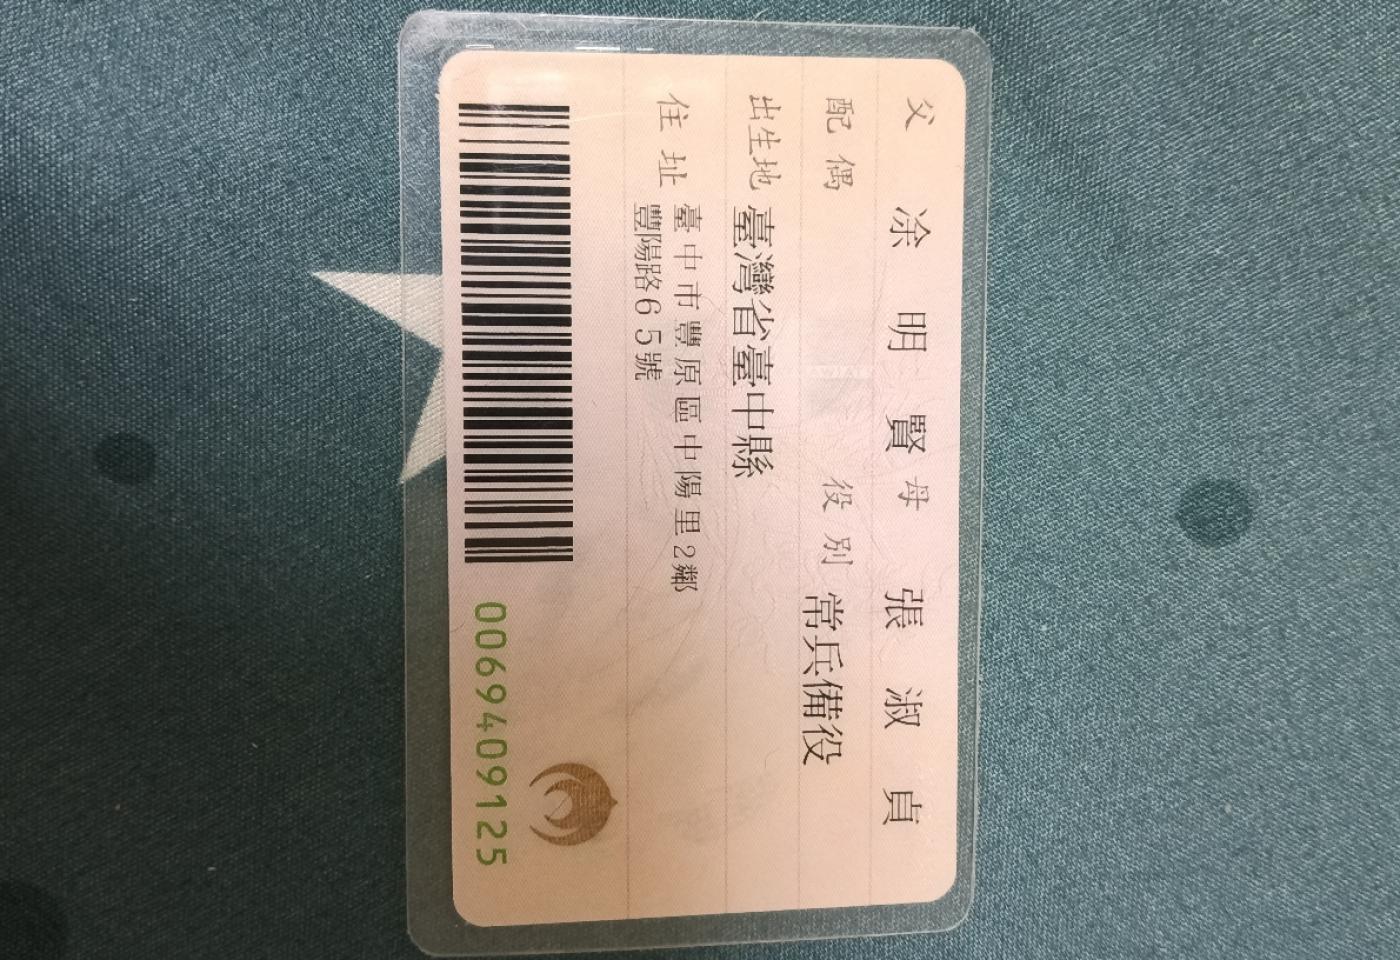 父 凃明賢 母 張淑貞
配偶 役別 常兵備役
出生地 臺灣省臺中縣
住址 臺中市豐原區中陽里2鄰
豐陽路65號
0069409125